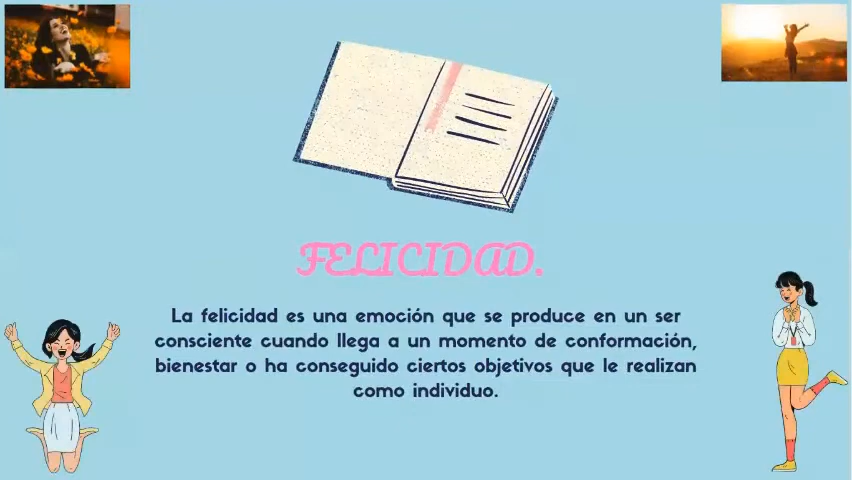 FELICIDAD.
La felicidad es una emoción que se produce en un ser
consciente cuando llega a un momento de conformación,
bienestar o ha conseguido ciertos objetivos que le realizan
como individuo.